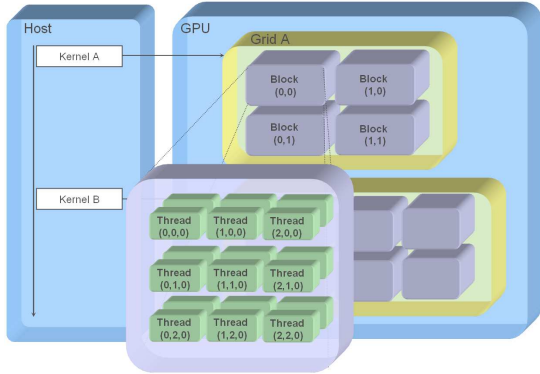 Host
GPU
Grid A
Kernel A
Block
(0,0)
Block
(1,0)
Block
(0,1)
Block
(1,1)
Kernel B
Thread
(0,0,0)
Thread
(1,0,0)
Thread
(2,0,0)
Thread
(0,1,0)
Thread
(1,1,0)
Thread
(2,1,0)
Thread
(0,2,0)
Thread
(1,2,0)
Thread
(2,2,0)